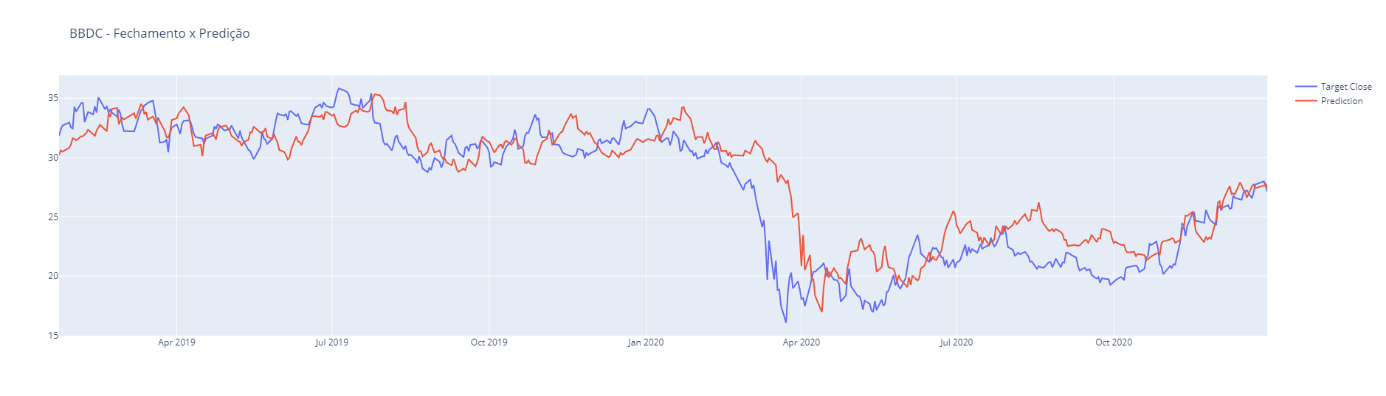 BBDC - Fechamento x Predição
Target Close
Prediction
35
30
25
20
15
Apr 2019
Jul 2019
Oct 2019
Jan 2020
Apr 2020
Jul 2020
Oct 2020